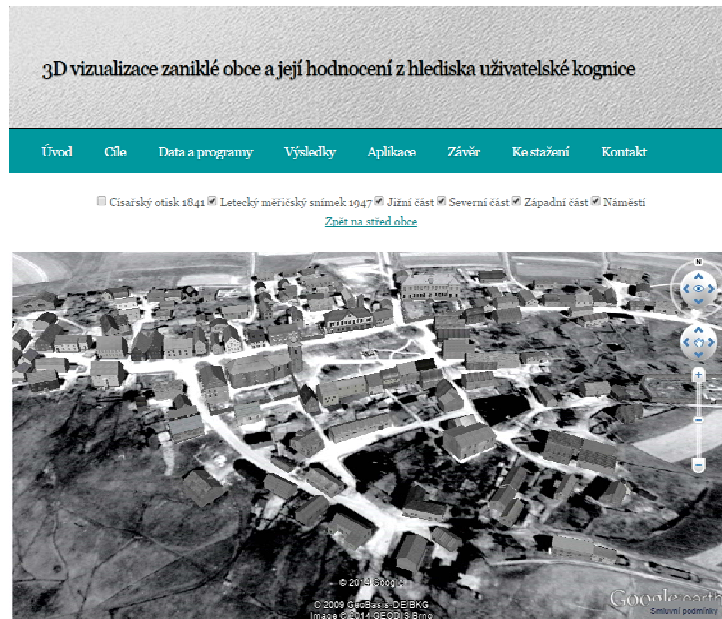 3D vizualizace zaniklé obce a její hodnocení z hlediska uživatelské kognice
Úvod Cíle Data a programy Výsledky Aplikace Závěr Ke stažení Kontakt
Císařský otisk 1841 Letecký měřičský snímek 1947 Jižní část Severní část Západní část Náměstí
Zpět na střed obce
N
© 2014 Google
© 2009 GeoBasis-DE/BKG
Image © 2014 GEODIS Brno
Google earth
Smluvní podmínky